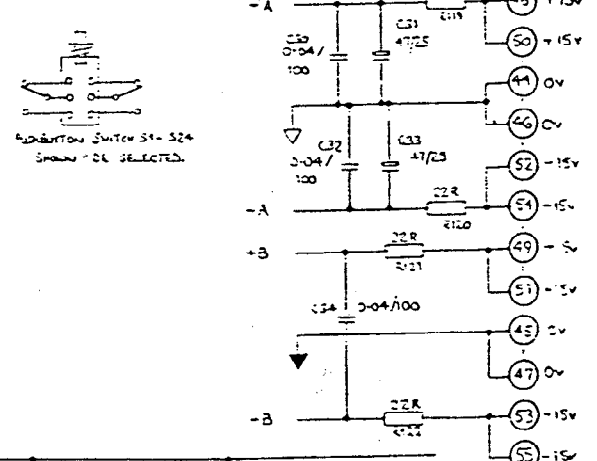 -A
R119
+15v
C31
47/25
50
+15v
C30
0·04/
100
44
0v
46
0v
PUSHBUTTON SWITCH S1 - S24
SHOWN DE SELECTED.
C32
0·04/
100
C33
47/25
52
-15v
22R
54
-15v
-A
R120
+B
22R
49
R121
C34
0·04/100
45
47
0v
22R
53
-15v
-B
R122
55
-15v